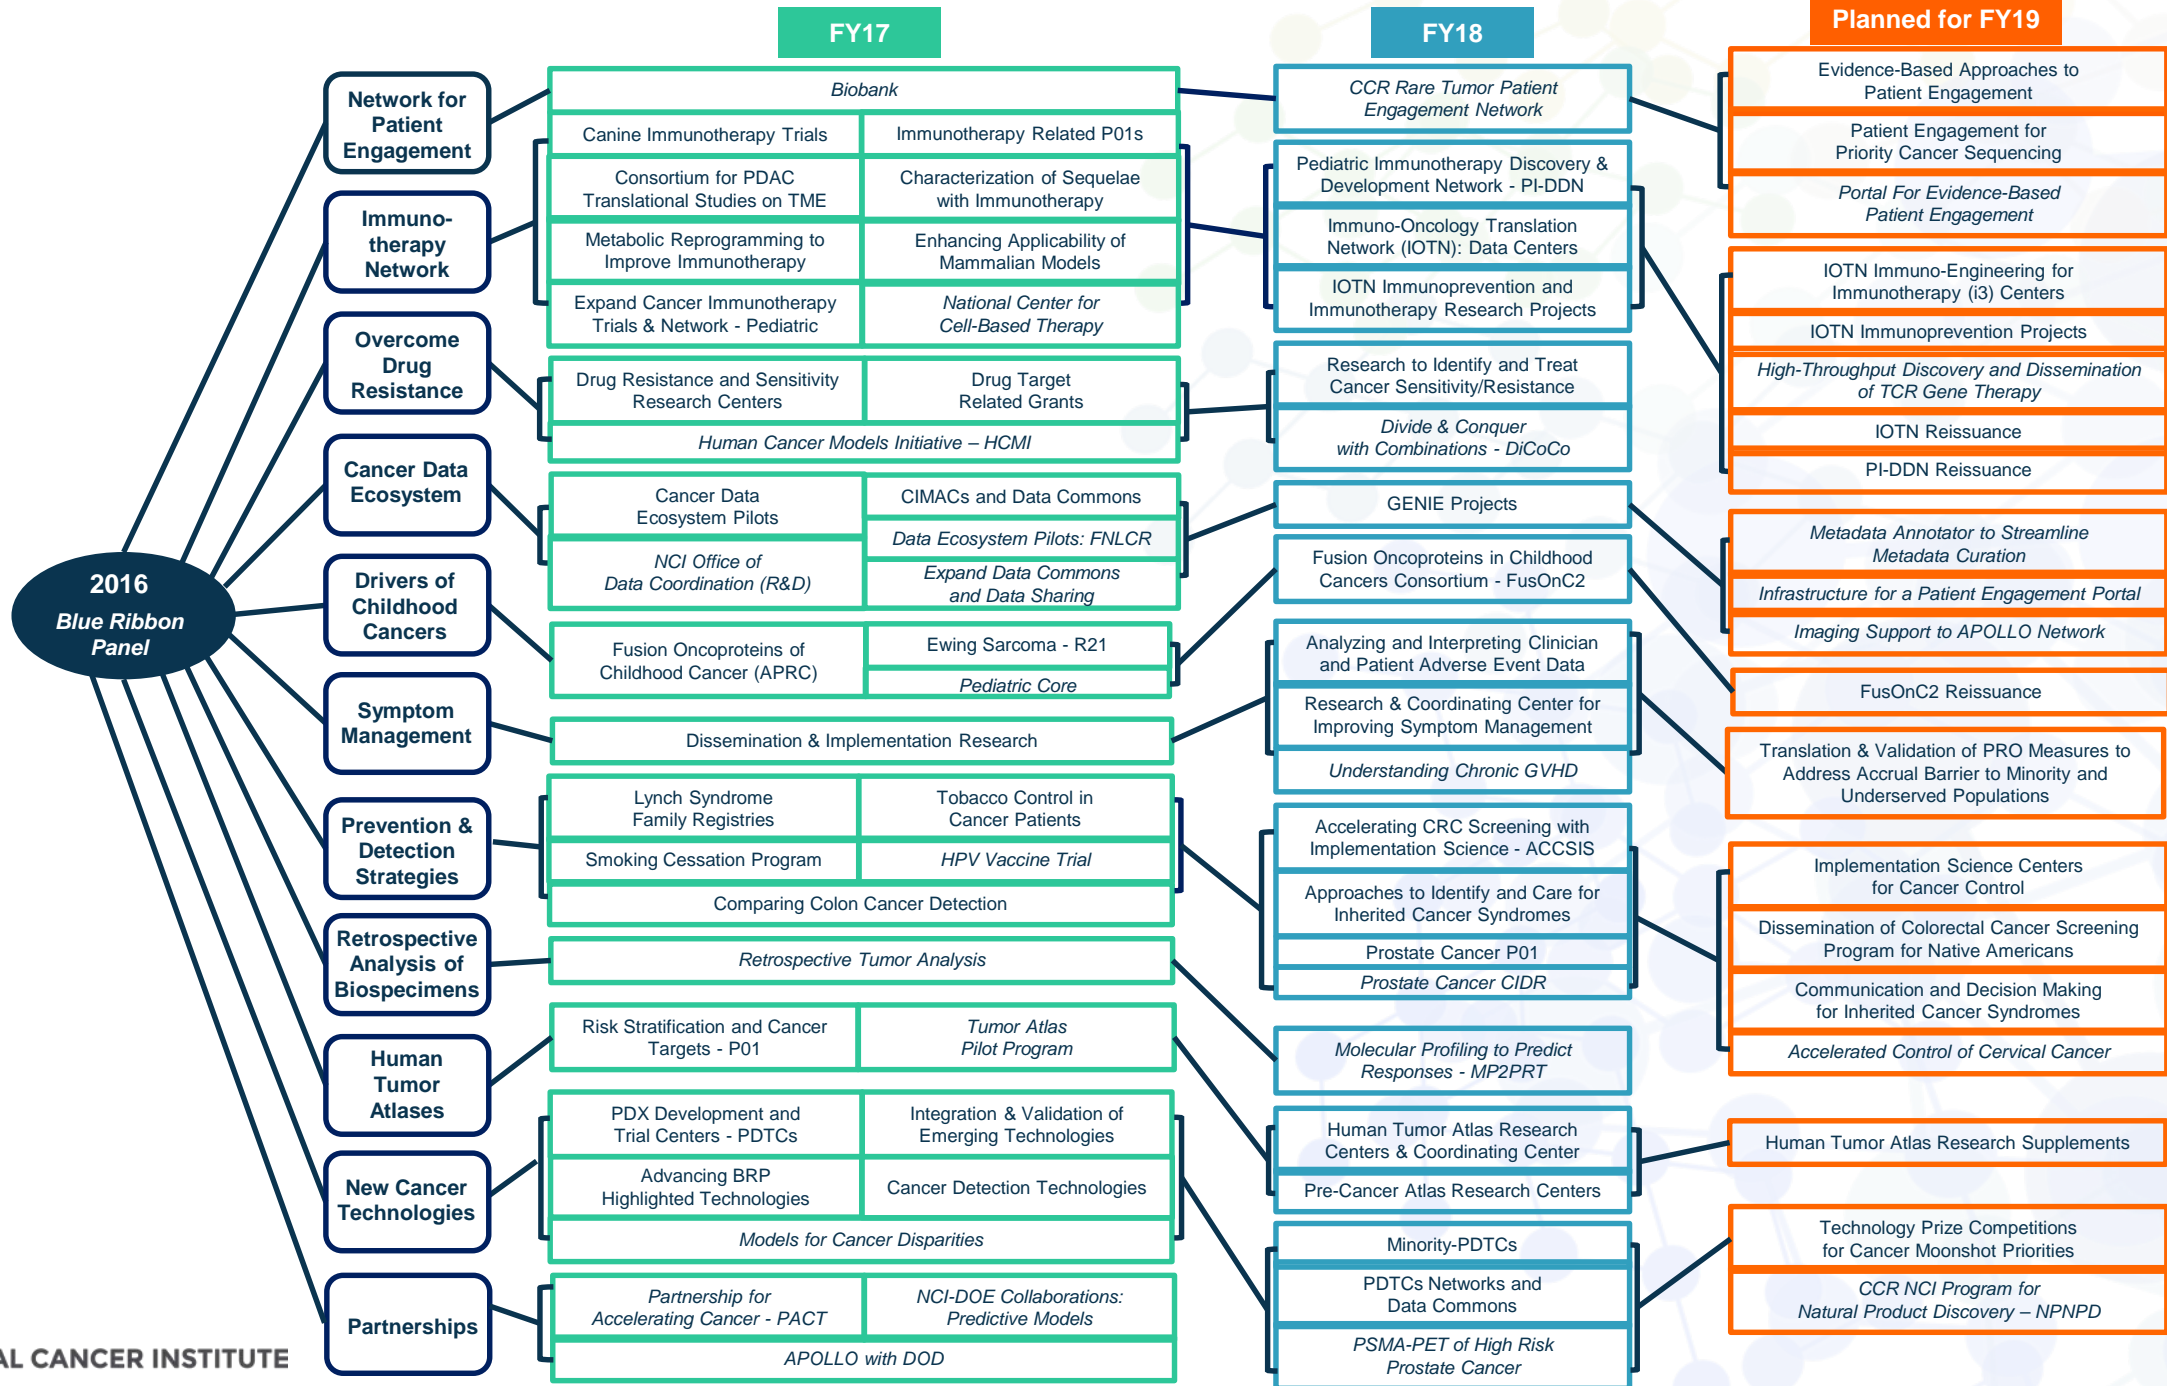 FY17
FY18
Planned for FY19
2016
Blue Ribbon
Panel
Network for
Patient
Engagement
Immuno-
therapy
Network
Overcome
Drug
Resistance
Cancer Data
Ecosystem
Drivers of
Childhood
Cancers
Symptom
Management
Prevention &
Detection
Strategies
Retrospective
Analysis of
Biospecimens
Human
Tumor
Atlases
New Cancer
Technologies
Partnerships
Biobank
Canine Immunotherapy Trials
Immunotherapy Related P01s
Consortium for PDAC
Translational Studies on TME
Characterization of Sequelae
with Immunotherapy
Metabolic Reprogramming to
Improve Immunotherapy
Enhancing Applicability of
Mammalian Models
Expand Cancer Immunotherapy
Trials & Network - Pediatric
National Center for
Cell-Based Therapy
Drug Resistance and Sensitivity
Research Centers
Drug Target
Related Grants
Human Cancer Models Initiative – HCMI
Cancer Data
Ecosystem Pilots
CIMACs and Data Commons
Data Ecosystem Pilots: FNLCR
NCI Office of
Data Coordination (R&D)
Expand Data Commons
and Data Sharing
Fusion Oncoproteins of
Childhood Cancer (APRC)
Ewing Sarcoma - R21
Pediatric Core
Dissemination & Implementation Research
Lynch Syndrome
Family Registries
Tobacco Control in
Cancer Patients
Smoking Cessation Program
HPV Vaccine Trial
Comparing Colon Cancer Detection
Retrospective Tumor Analysis
Risk Stratification and Cancer
Targets - P01
Tumor Atlas
Pilot Program
PDX Development and
Trial Centers - PDTCs
Integration & Validation of
Emerging Technologies
Advancing BRP
Highlighted Technologies
Cancer Detection Technologies
Models for Cancer Disparities
Partnership for
Accelerating Cancer - PACT
NCI-DOE Collaborations:
Predictive Models
APOLLO with DOD
CCR Rare Tumor Patient
Engagement Network
Pediatric Immunotherapy Discovery &
Development Network - PI-DDN
Immuno-Oncology Translation
Network (IOTN): Data Centers
IOTN Immunoprevention and
Immunotherapy Research Projects
Research to Identify and Treat
Cancer Sensitivity/Resistance
Divide & Conquer
with Combinations - DiCoCo
GENIE Projects
Fusion Oncoproteins in Childhood
Cancers Consortium - FusOnC2
Analyzing and Interpreting Clinician
and Patient Adverse Event Data
Research & Coordinating Center for
Improving Symptom Management
Understanding Chronic GVHD
Accelerating CRC Screening with
Implementation Science - ACCSIS
Approaches to Identify and Care for
Inherited Cancer Syndromes
Prostate Cancer P01
Prostate Cancer CIDR
Molecular Profiling to Predict
Responses - MP2PRT
Human Tumor Atlas Research
Centers & Coordinating Center
Pre-Cancer Atlas Research Centers
Minority-PDTCs
PDTCs Networks and
Data Commons
PSMA-PET of High Risk
Prostate Cancer
Evidence-Based Approaches to
Patient Engagement
Patient Engagement for
Priority Cancer Sequencing
Portal For Evidence-Based
Patient Engagement
IOTN Immuno-Engineering for
Immunotherapy (i3) Centers
IOTN Immunoprevention Projects
High-Throughput Discovery and Dissemination
of TCR Gene Therapy
IOTN Reissuance
PI-DDN Reissuance
Metadata Annotator to Streamline
Metadata Curation
Infrastructure for a Patient Engagement Portal
Imaging Support to APOLLO Network
FusOnC2 Reissuance
Translation & Validation of PRO Measures to
Address Accrual Barrier to Minority and
Underserved Populations
Implementation Science Centers
for Cancer Control
Dissemination of Colorectal Cancer Screening
Program for Native Americans
Communication and Decision Making
for Inherited Cancer Syndromes
Accelerated Control of Cervical Cancer
Human Tumor Atlas Research Supplements
Technology Prize Competitions
for Cancer Moonshot Priorities
CCR NCI Program for
Natural Product Discovery – NPNPD
AL CANCER INSTITUTE